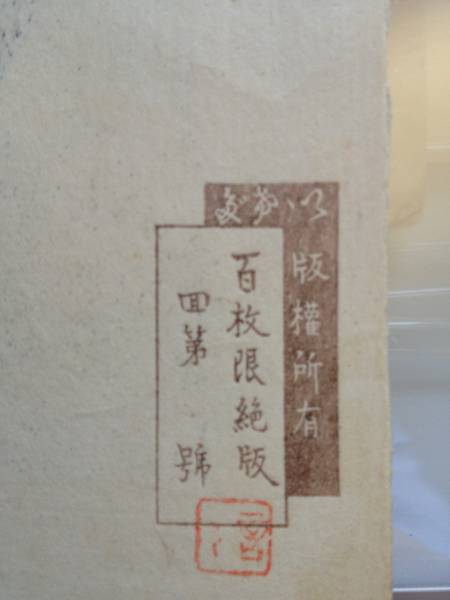 版權所有
百枚限絶版
第　號